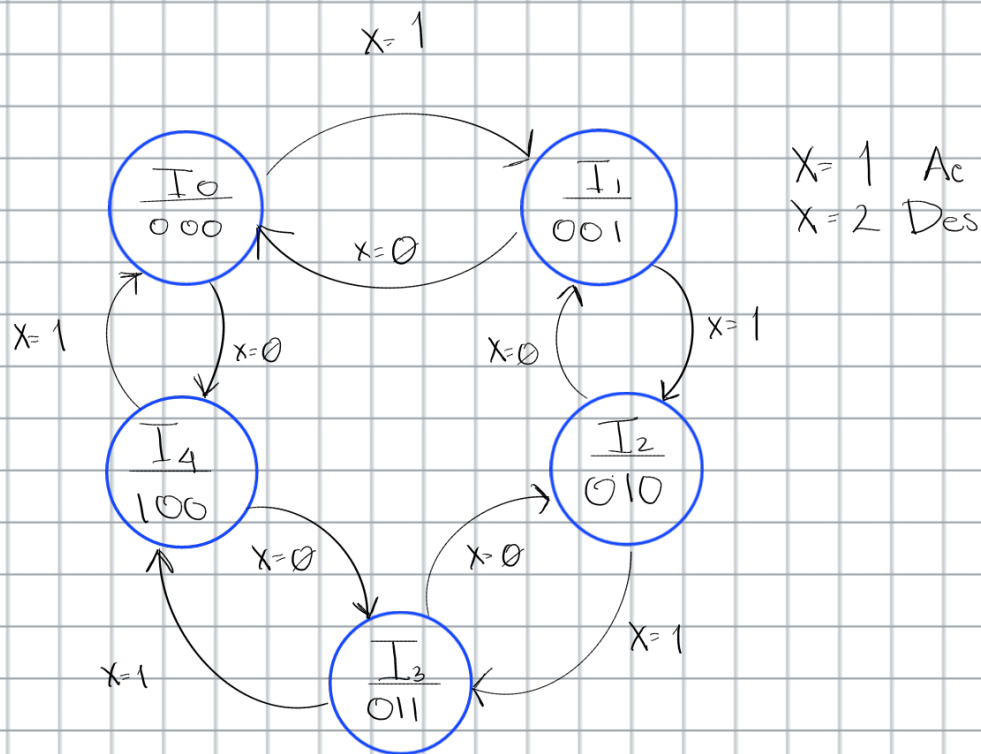 X=1
I0
000
I1
001
X=1 Ac
X=2 Des
X=0
X=1
X=0
X=0
X=1
I4
100
I2
010
X=0
X=0
X=1
X=1
I3
011